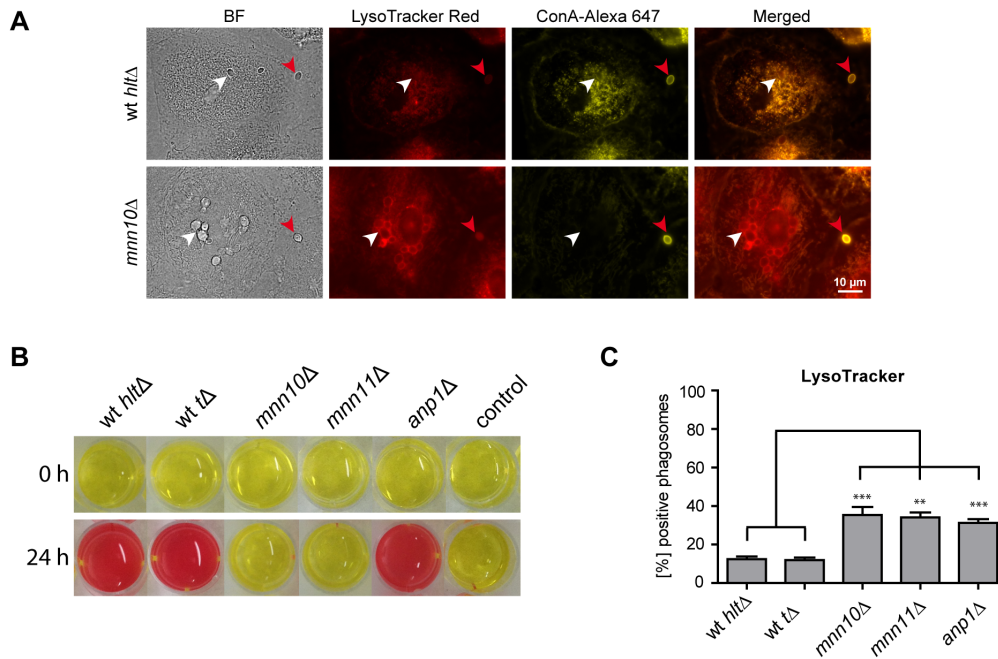 A
BF LysoTracker Red ConA-Alexa 647 Merged
wt hltΔ
mnn10Δ
10 µm
B
wt hltΔ wt tΔ mnn10Δ mnn11Δ anp1Δ control
0 h
24 h
C
LysoTracker
[%] positive phagosomes
100
80
60
40
20
0
*** ** ***
wt hltΔ wt tΔ mnn10Δ mnn11Δ anp1Δ